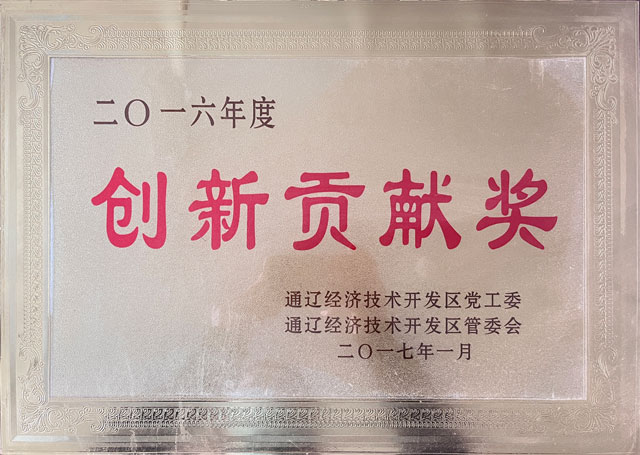 二〇一六年度
创新贡献奖
通辽经济技术开发区党工委
通辽经济技术开发区管委会
二〇一七年一月